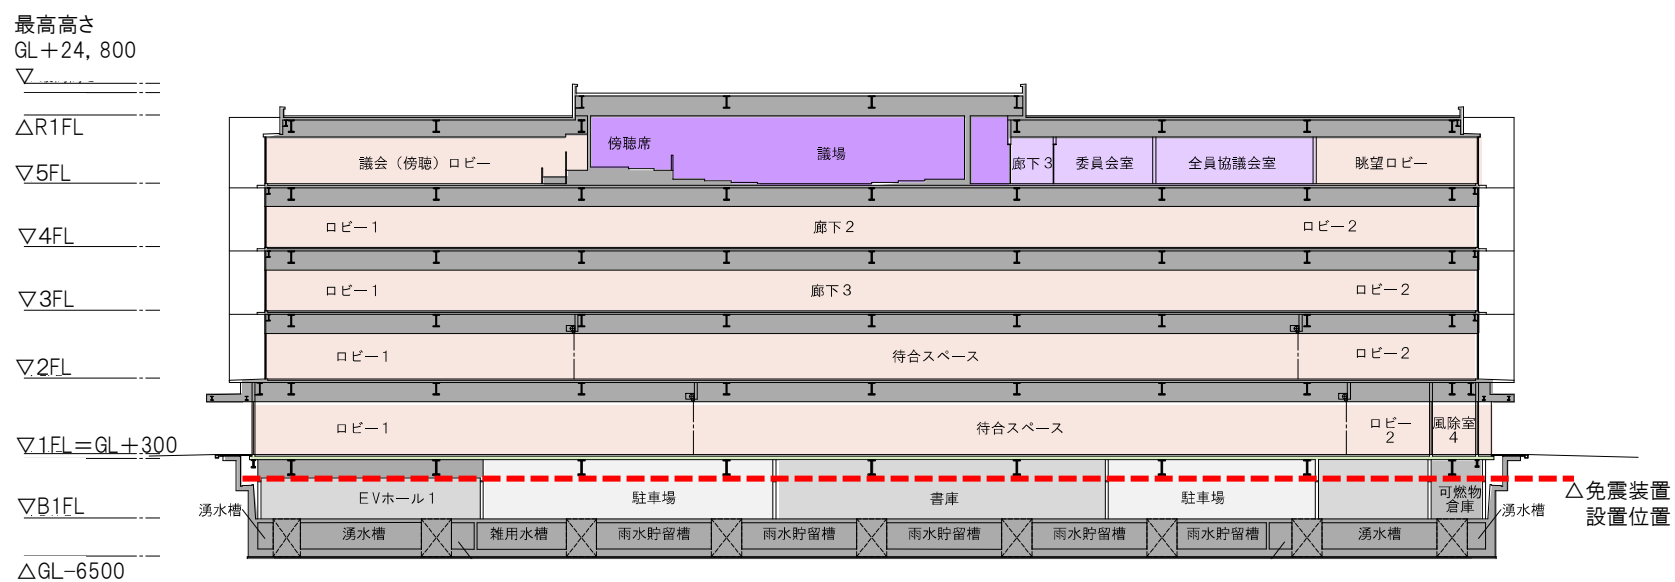 最高高さ
GL＋24, 800
▽
△R1FL
▽5FL
▽4FL
▽3FL
▽2FL
▽1FL＝GL＋300
▽B1FL
△GL−6500
議会（傍聴）ロビー
傍聴席
議場
廊下３
委員会室
全員協議会室
眺望ロビー
ロビー１
廊下２
ロビー２
ロビー１
廊下３
ロビー２
ロビー１
待合スペース
ロビー２
ロビー１
待合スペース
ロビー
２
風除室
４
ＥＶホール１
駐車場
書庫
駐車場
可燃物
倉庫
△免震装置
設置位置
湧水槽
湧水槽
雑用水槽
雨水貯留槽
雨水貯留槽
雨水貯留槽
雨水貯留槽
雨水貯留槽
湧水槽
湧水槽